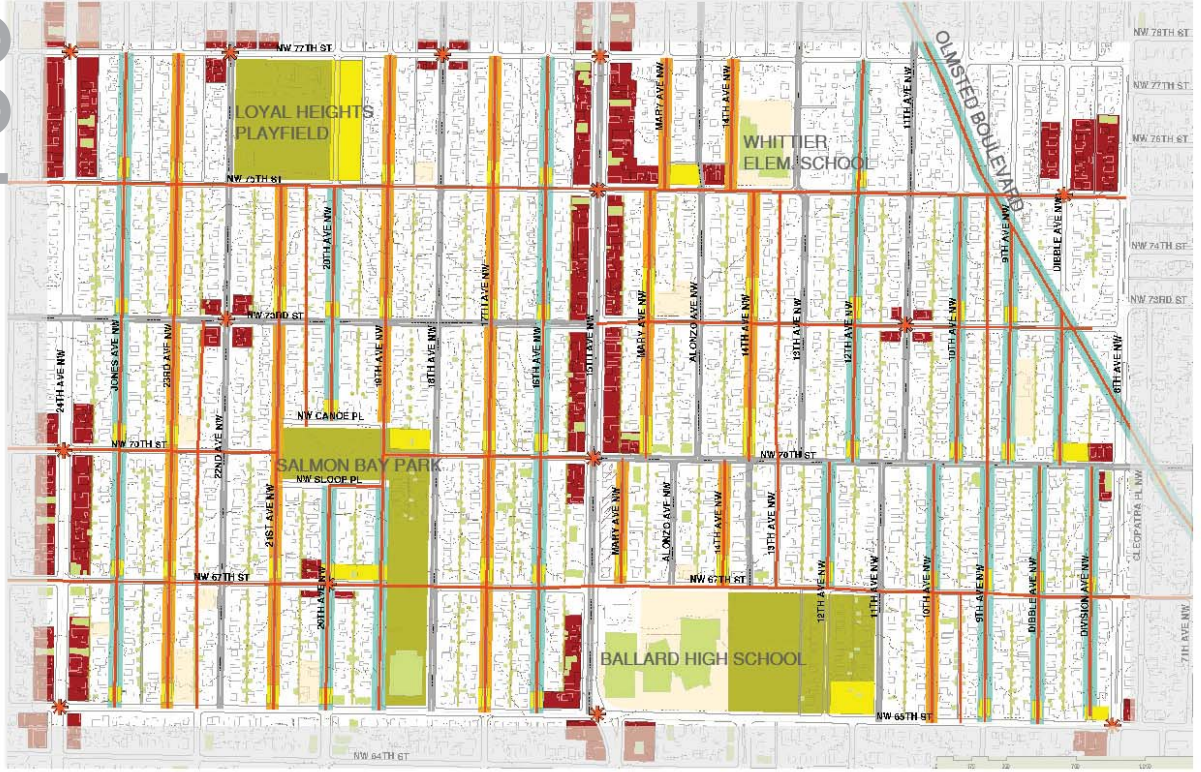 NW 77TH ST
OLMSTED BOULEVARD
NW 78TH ST
NW 77TH ST
NW 76TH ST
LOYAL HEIGHTS
PLAYFIELD
MARY AVE NW
14TH AVE NW
11TH AVE NW
WHITTIER
ELEM. SCHOOL
NW 75TH ST
20TH AVE NW
17TH AVE NW
9TH AVE NW
DIBBLE AVE NW
NW 74TH ST
NW 73RD ST
NW 73RD ST
24TH AVE NW
JONES AVE NW
23RD AVE NW
19TH AVE NW
18TH AVE NW
16TH AVE NW
15TH AVE NW
MARY AVE NW
ALONZO AVE NW
14TH AVE NW
13TH AVE NW
12TH AVE NW
10TH AVE NW
8TH AVE NW
NW CANOE PL
NW 70TH ST
22ND AVE NW
SALMON BAY PARK
NW SLOOP PL
NW 70TH ST
21ST AVE NW
MARY AVE NW
ALONZO AVE NW
14TH AVE NW
13TH AVE NW
CLEOPATRA PL NW
NW 67TH ST
20TH AVE NW
NW 67TH ST
12TH AVE NW
11TH AVE NW
10TH AVE NW
9TH AVE NW
DIBBLE AVE NW
DIVISION AVE NW
7TH AVE NW
BALLARD HIGH SCHOOL
NW 65TH ST
NW 64TH ST